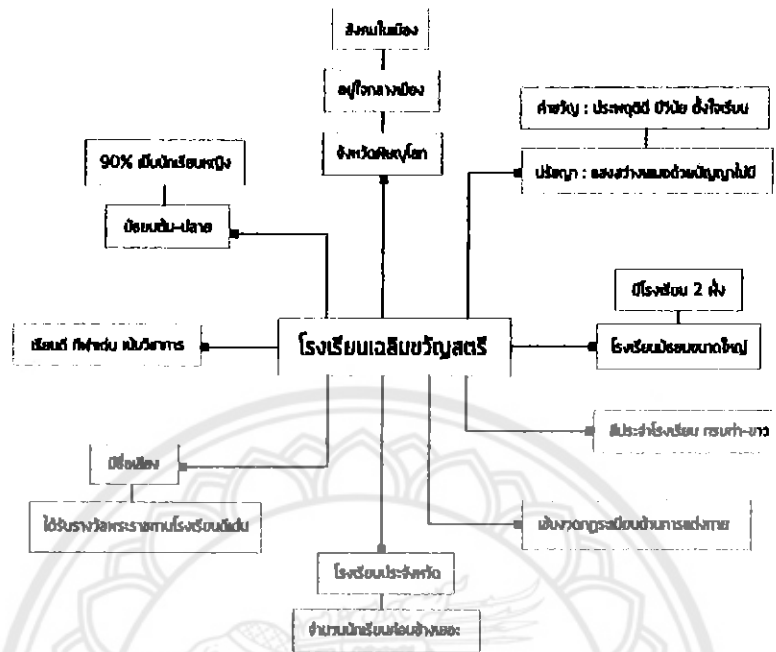 สังคมในเมือง
อยู่ใจกลางเมือง
จังหวัดพิษณุโลก
คำขวัญ : ประพฤติดี มีวินัย ตั้งใจเรียน
ปรัชญา : แสงสว่างเสมอด้วยปัญญาไม่มี
90% เป็นนักเรียนหญิง
มัธยมต้น-ปลาย
มีโรงเรียน 2 ฝั่ง
เรียนดี กีฬาเด่น เน้นวิชาการ
โรงเรียนเฉลิมขวัญสตรี
โรงเรียนมัธยมขนาดใหญ่
สีประจำโรงเรียน กรมท่า-ขาว
มีชื่อเสียง
ได้รับรางวัลพระราชทานโรงเรียนดีเด่น
เข้มงวดกฎระเบียบด้านการแต่งกาย
โรงเรียนประจำจังหวัด
จำนวนนักเรียนค่อนข้างเยอะ